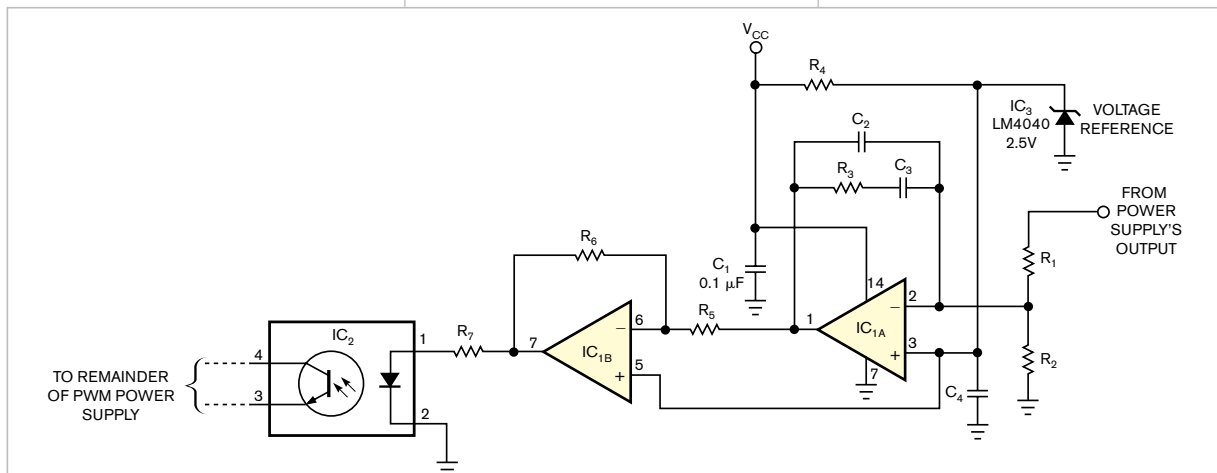 V_CC
R₄
IC₃
LM4040
2.5V
VOLTAGE
REFERENCE
C₂
R₃
C₃
FROM
POWER
SUPPLY'S
OUTPUT
R₁
R₆
C₁
0.1 µF
14
2
−
IC₁A
1
3
+
7
R₅
6
−
IC₁B
7
5
+
R₂
C₄
R₇
IC₂
1
4
TO REMAINDER
OF PWM POWER
SUPPLY
3
2